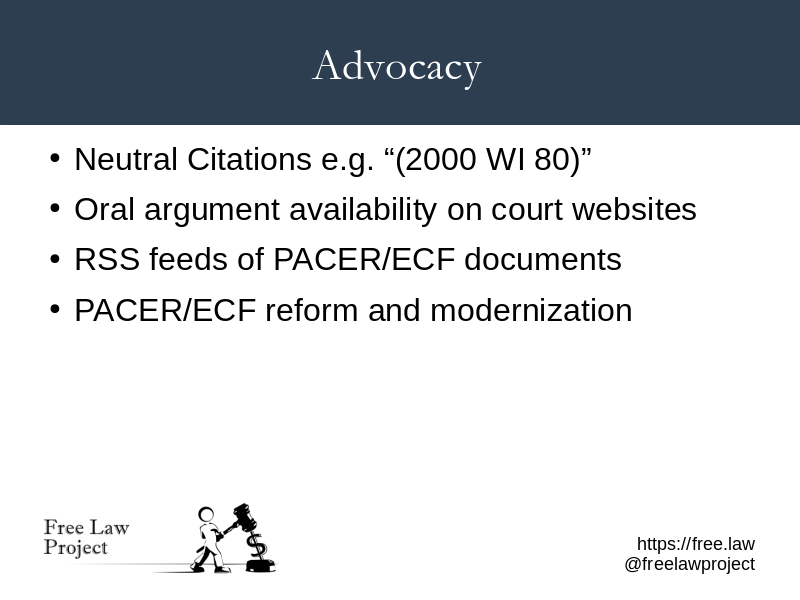 Advocacy
• Neutral Citations e.g. “(2000 WI 80)”
• Oral argument availability on court websites
• RSS feeds of PACER/ECF documents
• PACER/ECF reform and modernization
Free Law
Project
$
https://free.law
@freelawproject